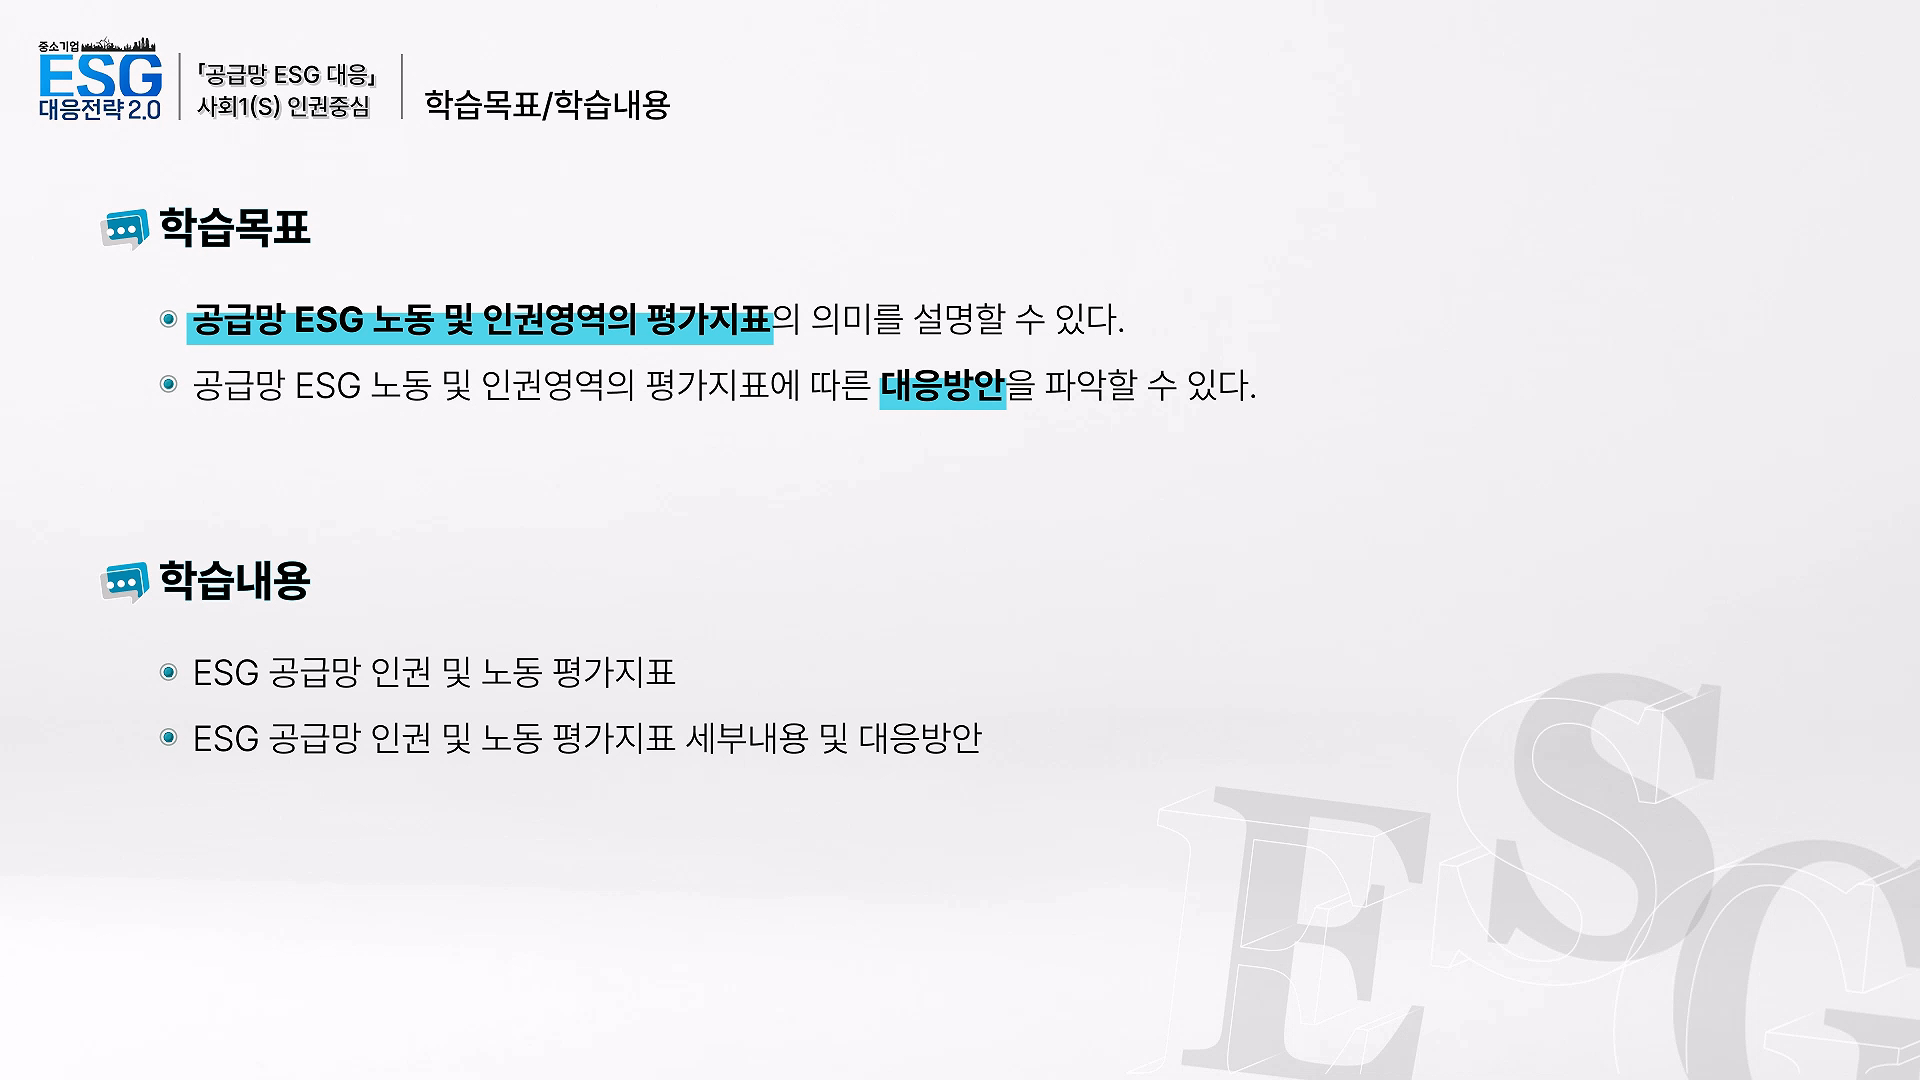 중소기업
ESG
대응전략 2.0
「공급망 ESG 대응」
사회1(S) 인권중심
학습목표/학습내용
학습목표
공급망 ESG 노동 및 인권영역의 평가지표의 의미를 설명할 수 있다.
공급망 ESG 노동 및 인권영역의 평가지표에 따른 대응방안을 파악할 수 있다.
학습내용
ESG 공급망 인권 및 노동 평가지표
ESG 공급망 인권 및 노동 평가지표 세부내용 및 대응방안
ESG